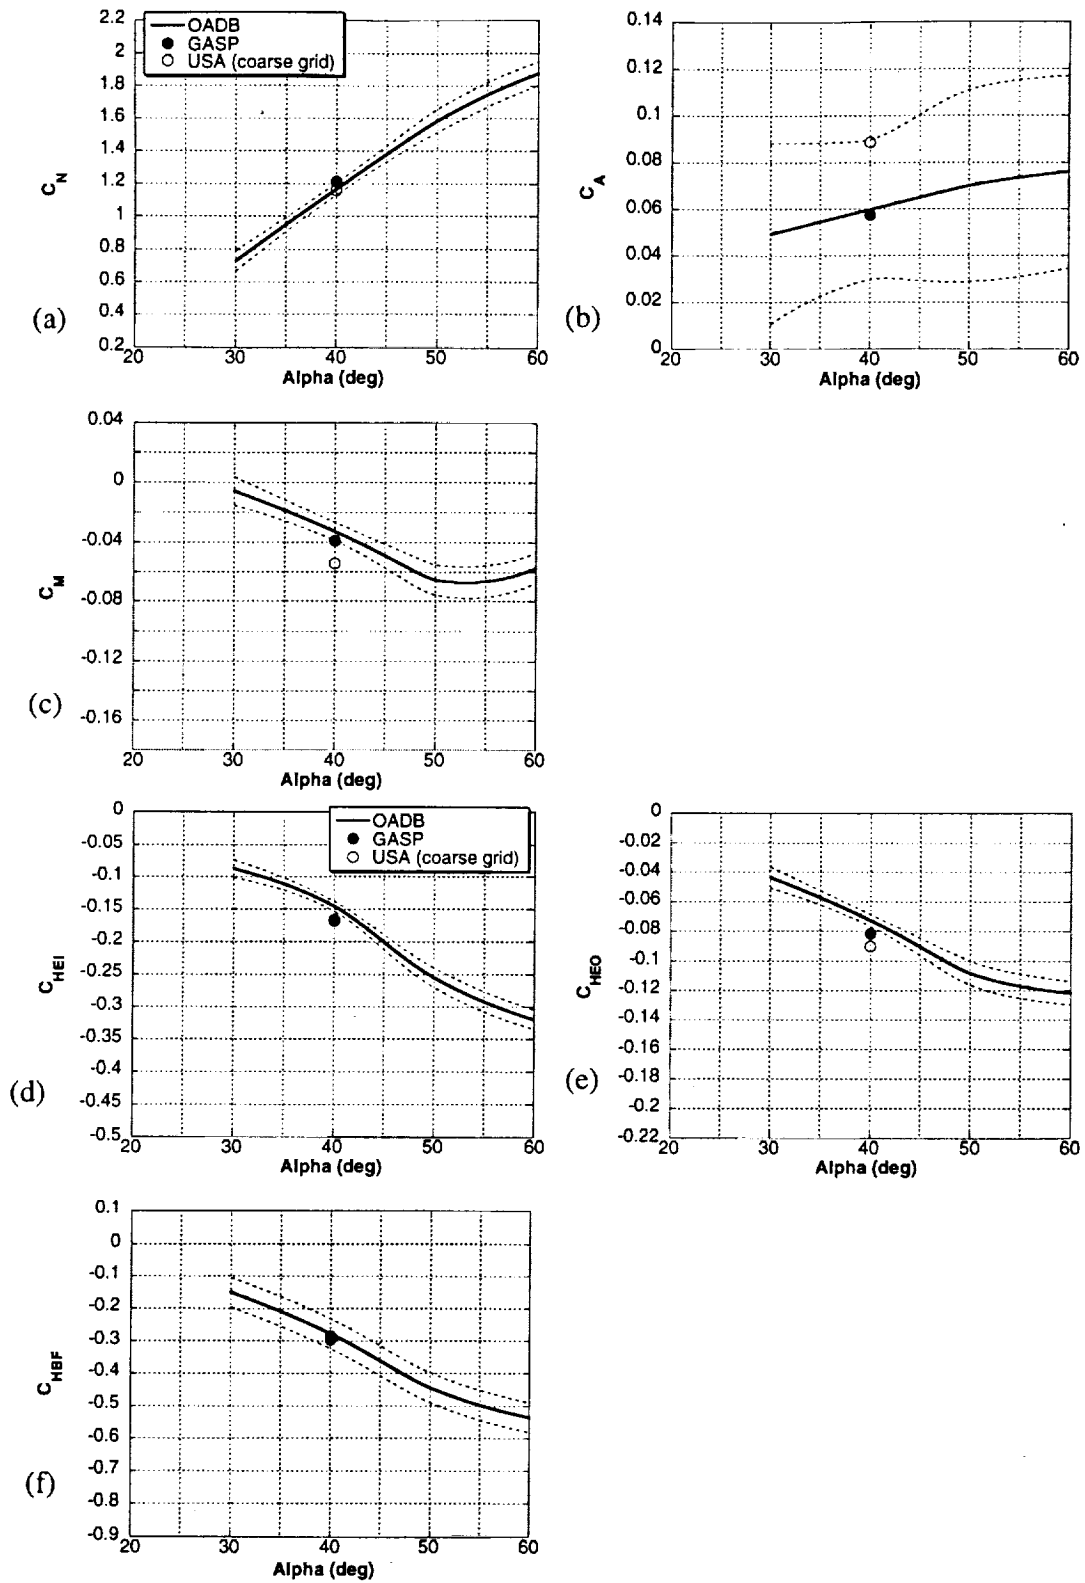 2.2
2
1.8
1.6
1.4
1.2
1
0.8
0.6
0.4
0.2
C_N
OADB
GASP
USA (coarse grid)
20 30 40 50 60
Alpha (deg)
(a)
0.14
0.12
0.1
0.08
0.06
0.04
0.02
0
C_A
20 30 40 50 60
Alpha (deg)
(b)
0.04
0
-0.04
-0.08
-0.12
-0.16
C_M
20 30 40 50 60
Alpha (deg)
(c)
0
-0.05
-0.1
-0.15
-0.2
-0.25
-0.3
-0.35
-0.4
-0.45
-0.5
C_HEI
OADB
GASP
USA (coarse grid)
20 30 40 50 60
Alpha (deg)
(d)
0
-0.02
-0.04
-0.06
-0.08
-0.1
-0.12
-0.14
-0.16
-0.18
-0.2
-0.22
C_HEO
20 30 40 50 60
Alpha (deg)
(e)
0.1
0
-0.1
-0.2
-0.3
-0.4
-0.5
-0.6
-0.7
-0.8
-0.9
C_HBF
20 30 40 50 60
Alpha (deg)
(f)